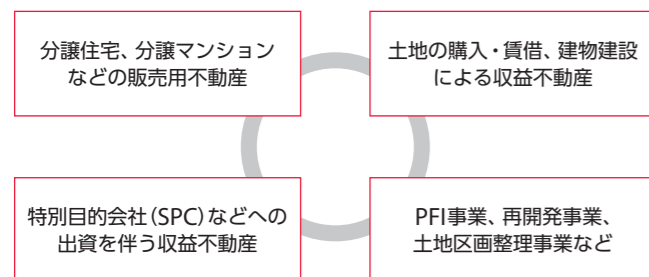 分譲住宅、分譲マンション
などの販売用不動産
土地の購入・賃借、建物建設
による収益不動産
特別目的会社(SPC)などへの
出資を伴う収益不動産
PFI事業、再開発事業、
土地区画整理事業など